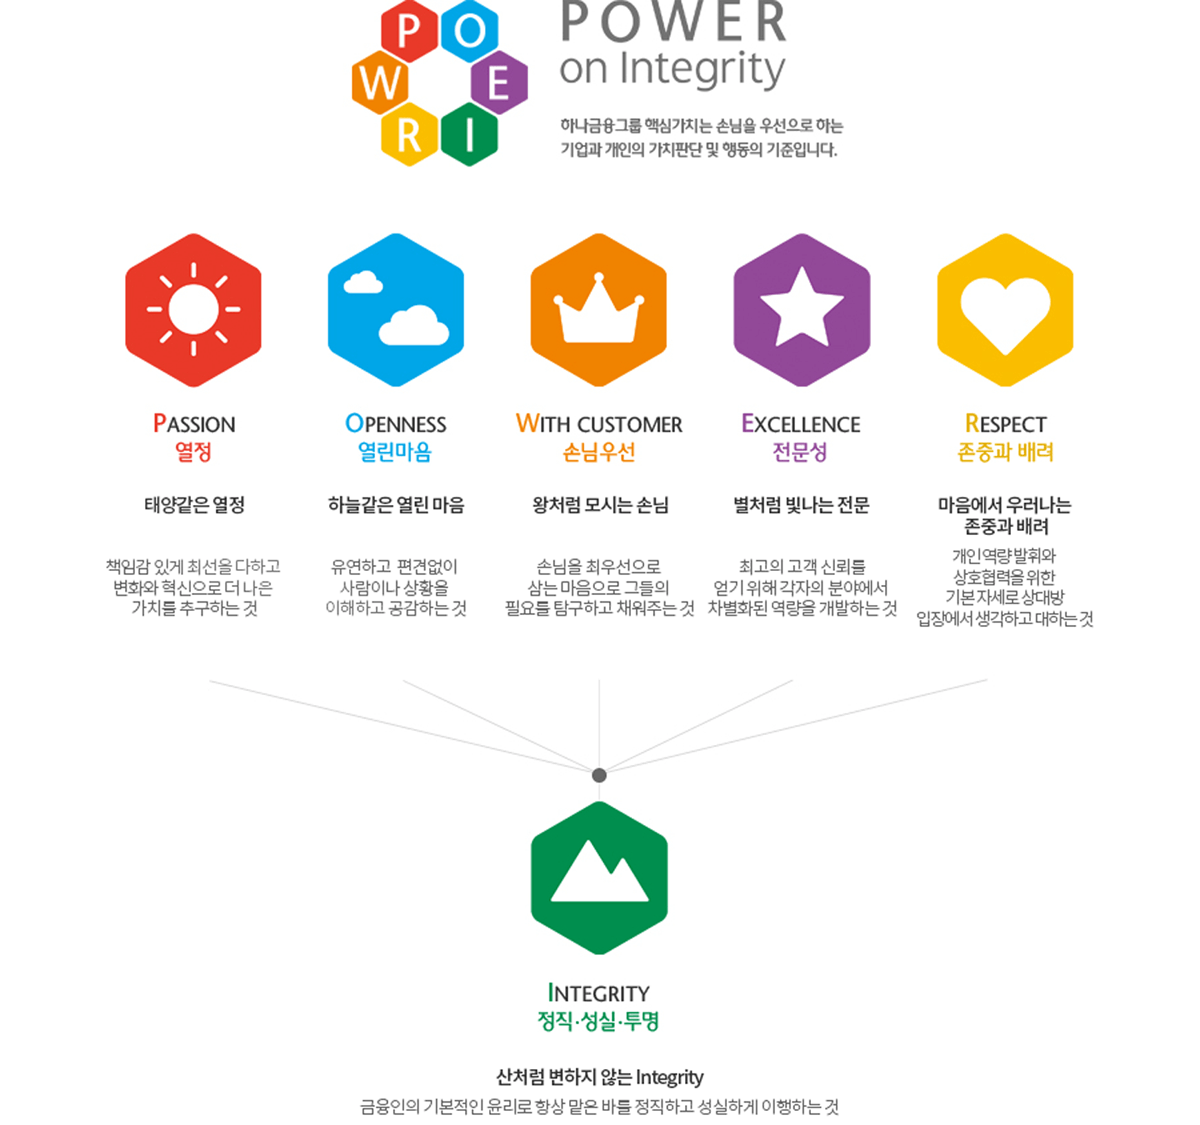 P O
W E
R I
POWER
on Integrity
하나금융그룹 핵심가치는 손님을 우선으로 하는
기업과 개인의 가치판단 및 행동의 기준입니다.
PASSION
열정
태양같은 열정
책임감 있게 최선을 다하고
변화와 혁신으로 더 나은
가치를 추구하는 것
OPENNESS
열린마음
하늘같은 열린 마음
유연하고 편견없이
사람이나 상황을
이해하고 공감하는 것
WITH CUSTOMER
손님우선
왕처럼 모시는 손님
손님을 최우선으로
삼는 마음으로 그들의
필요를 탐구하고 채워주는 것
EXCELLENCE
전문성
별처럼 빛나는 전문
최고의 고객 신뢰를
얻기 위해 각자의 분야에서
차별화된 역량을 개발하는 것
RESPECT
존중과 배려
마음에서 우러나는
존중과 배려
개인 역량 발휘와
상호협력을 위한
기본 자세로 상대방
입장에서 생각하고 대하는 것
INTEGRITY
정직·성실·투명
산처럼 변하지 않는 Integrity
금융인의 기본적인 윤리로 항상 맡은 바를 정직하고 성실하게 이행하는 것